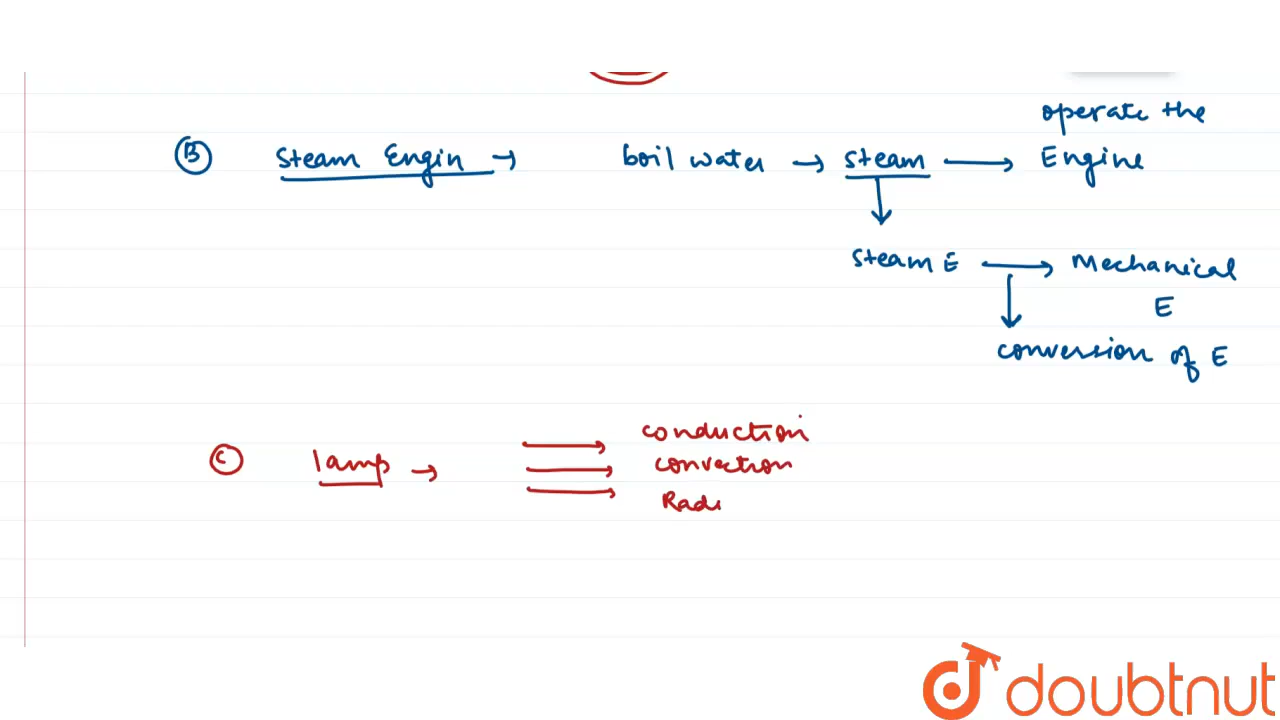 operate the
B Steam Engin → boil water → steam → Engine
steam E → Mechanical
E
conversion of E
C lamp → → conduction
→ convection
→ Radi
doubtnut